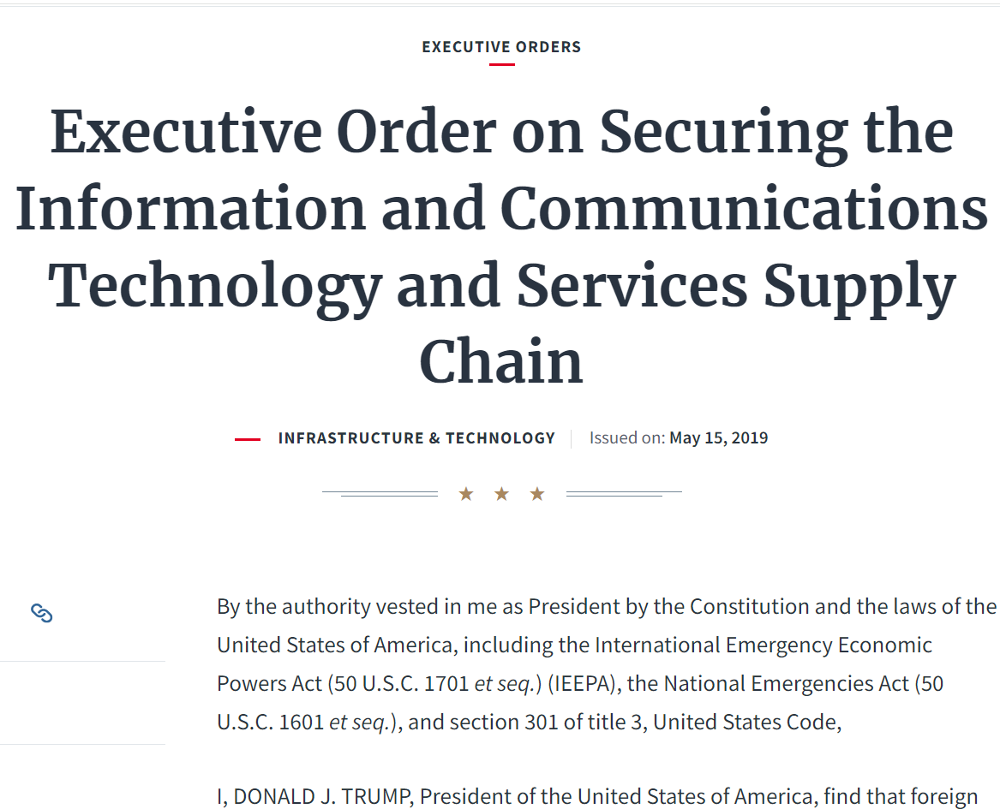 EXECUTIVE ORDERS
Executive Order on Securing the
Information and Communications
Technology and Services Supply
Chain
INFRASTRUCTURE & TECHNOLOGY Issued on: May 15, 2019
By the authority vested in me as President by the Constitution and the laws of the
United States of America, including the International Emergency Economic
Powers Act (50 U.S.C. 1701 et seq.) (IEEPA), the National Emergencies Act (50
U.S.C. 1601 et seq.), and section 301 of title 3, United States Code,
I, DONALD J. TRUMP, President of the United States of America, find that foreign